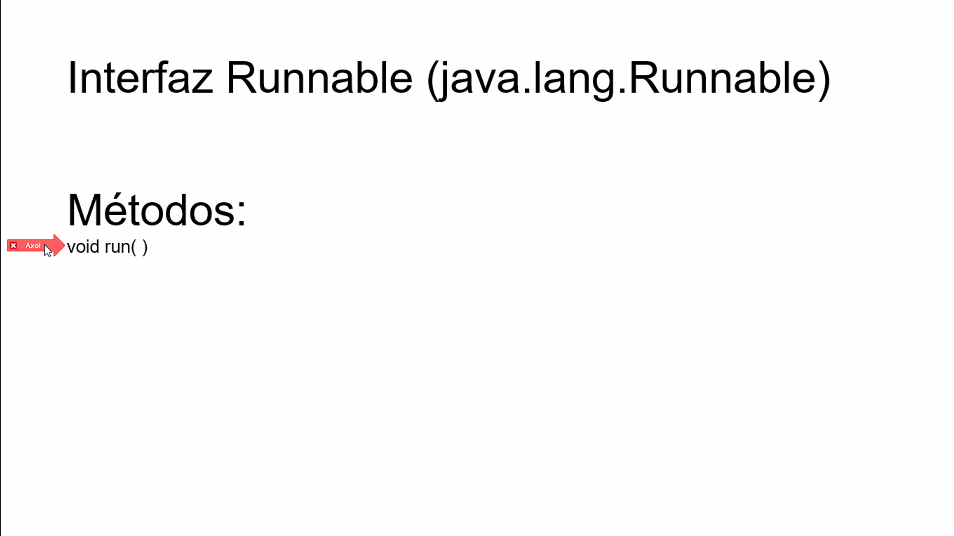 Interfaz Runnable (java.lang.Runnable)
Métodos:
Axel
void run( )